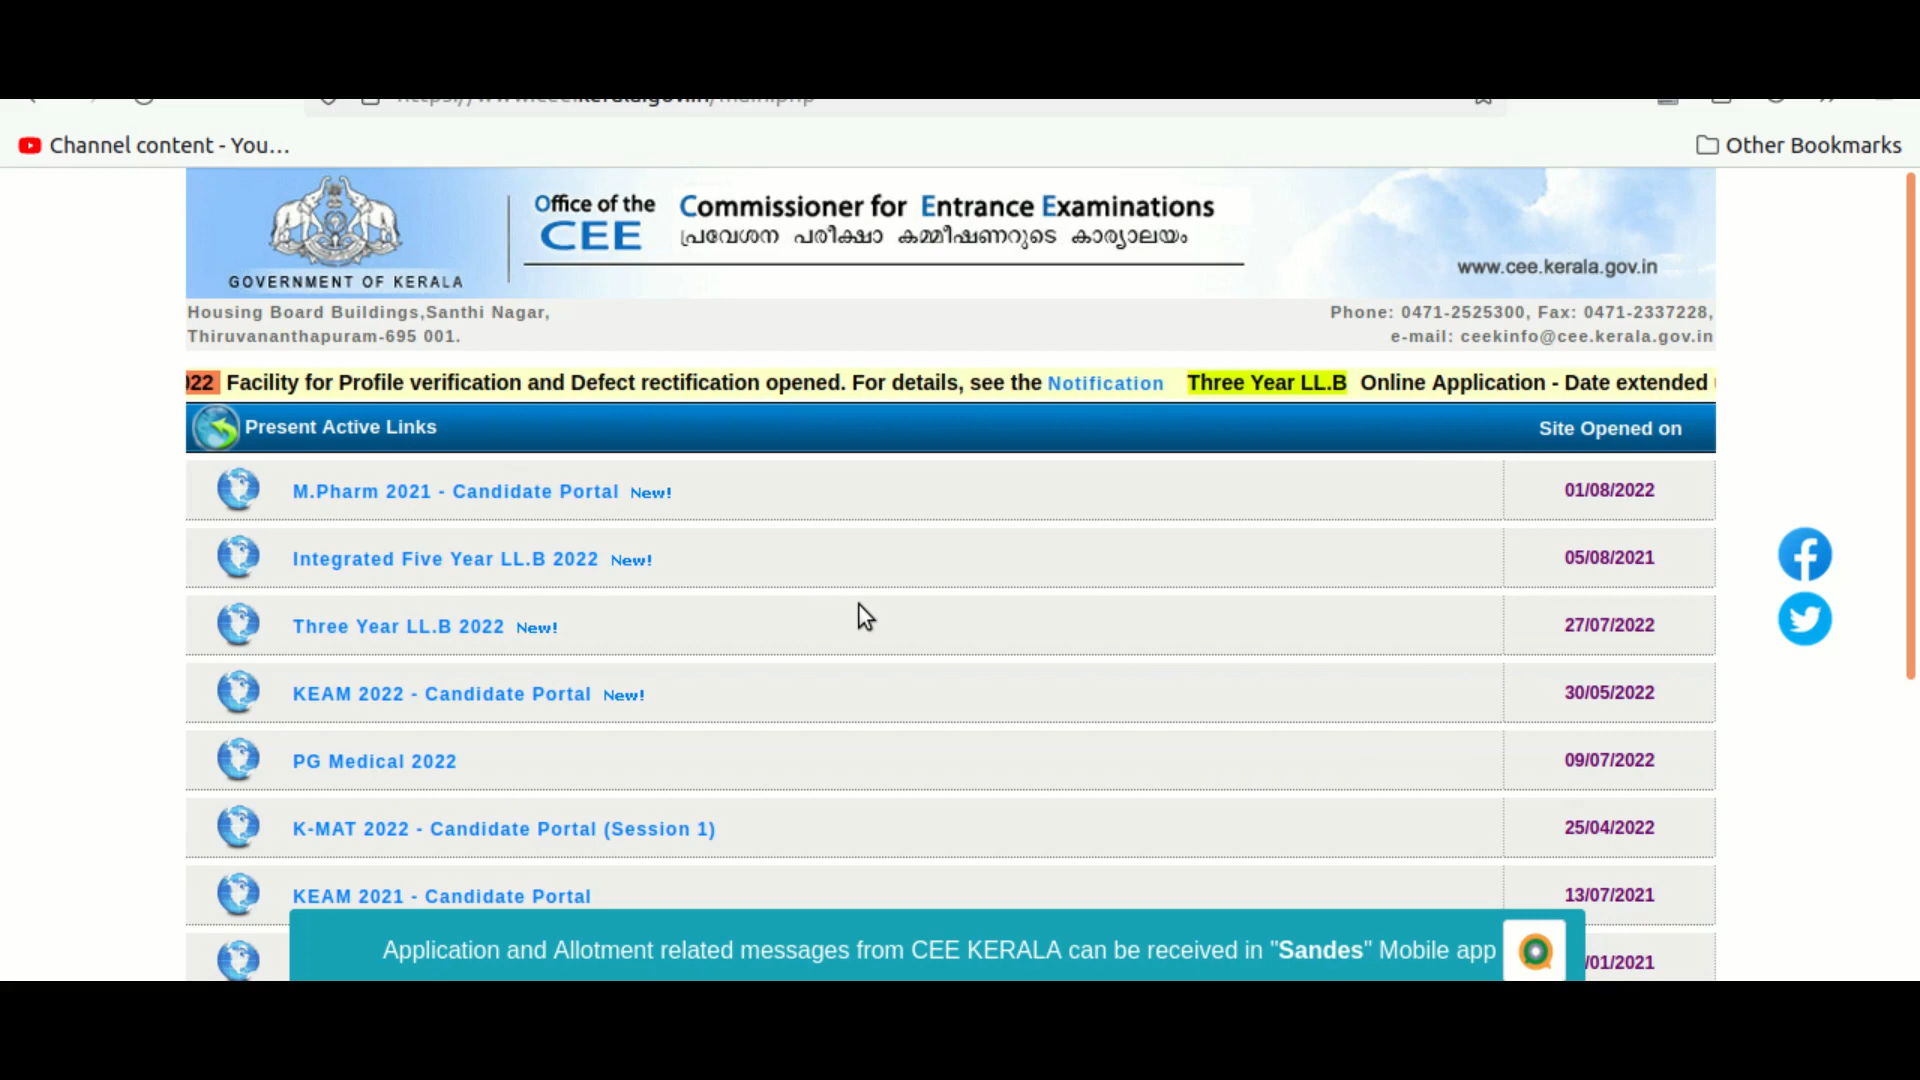 Channel content - You...
Other Bookmarks
Office of the
CEE
Commissioner for Entrance Examinations
പ്രവേശന പരീക്ഷാ കമ്മീഷണറുടെ കാര്യാലയം
GOVERNMENT OF KERALA
www.cee.kerala.gov.in
Housing Board Buildings,Santhi Nagar,
Thiruvananthapuram-695 001.
Phone: 0471-2525300, Fax: 0471-2337228,
e-mail: ceekinfo@cee.kerala.gov.in
022 Facility for Profile verification and Defect rectification opened. For details, see the Notification Three Year LL.B Online Application - Date extended
Present Active Links Site Opened on
M.Pharm 2021 - Candidate Portal New! 01/08/2022
Integrated Five Year LL.B 2022 New! 05/08/2021
Three Year LL.B 2022 New! 27/07/2022
KEAM 2022 - Candidate Portal New! 30/05/2022
PG Medical 2022 09/07/2022
K-MAT 2022 - Candidate Portal (Session 1) 25/04/2022
KEAM 2021 - Candidate Portal 13/07/2021
Application and Allotment related messages from CEE KERALA can be received in "Sandes" Mobile app
/01/2021